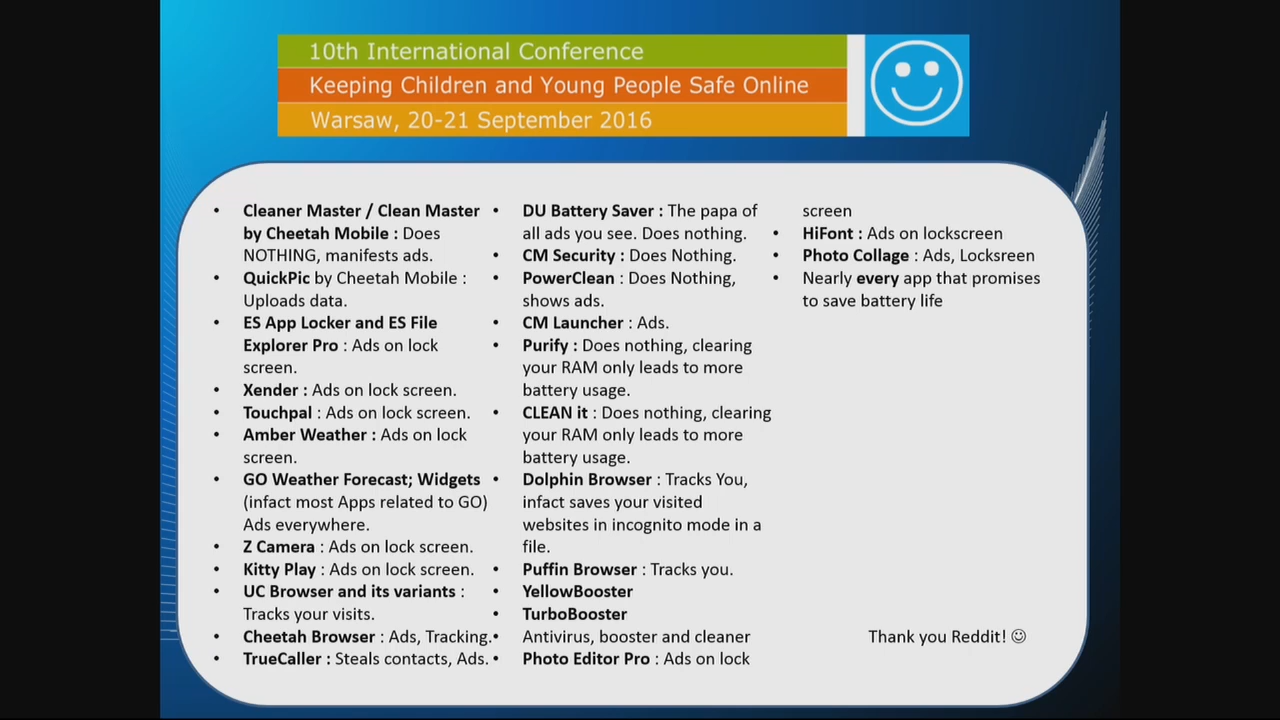 10th International Conference
Keeping Children and Young People Safe Online
Warsaw, 20-21 September 2016
• Cleaner Master / Clean Master
by Cheetah Mobile : Does
NOTHING, manifests ads.
• QuickPic by Cheetah Mobile :
Uploads data.
• ES App Locker and ES File
Explorer Pro : Ads on lock
screen.
• Xender : Ads on lock screen.
• Touchpal : Ads on lock screen.
• Amber Weather : Ads on lock
screen.
• GO Weather Forecast; Widgets
(infact most Apps related to GO)
Ads everywhere.
• Z Camera : Ads on lock screen.
• Kitty Play : Ads on lock screen.
• UC Browser and its variants :
Tracks your visits.
• Cheetah Browser : Ads, Tracking.
• TrueCaller : Steals contacts, Ads.
• DU Battery Saver : The papa of
all ads you see. Does nothing.
• CM Security : Does Nothing.
• PowerClean : Does Nothing,
shows ads.
• CM Launcher : Ads.
• Purify : Does nothing, clearing
your RAM only leads to more
battery usage.
• CLEAN it : Does nothing, clearing
your RAM only leads to more
battery usage.
• Dolphin Browser : Tracks You,
infact saves your visited
websites in incognito mode in a
file.
• Puffin Browser : Tracks you.
• YellowBooster
• TurboBooster
• Antivirus, booster and cleaner
• Photo Editor Pro : Ads on lock
screen
• HiFont : Ads on lockscreen
• Photo Collage : Ads, Locksreen
• Nearly every app that promises
to save battery life
Thank you Reddit! ☺